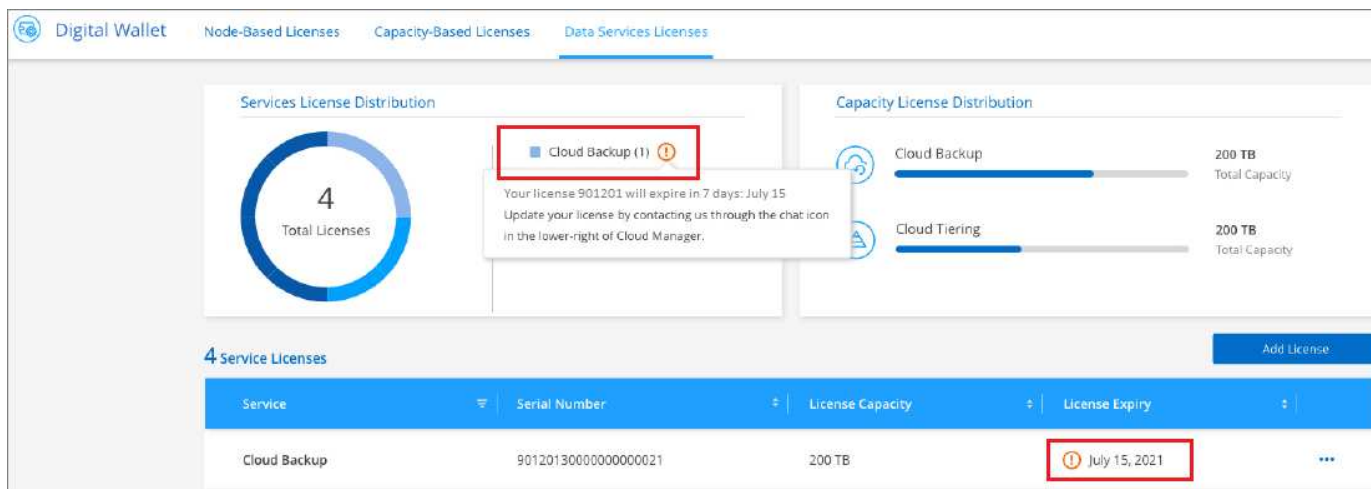 Digital Wallet
Node-Based Licenses
Capacity-Based Licenses
Data Services Licenses
Services License Distribution
4
Total Licenses
Cloud Backup (1)
Your license 901201 will expire in 7 days: July 15
Update your license by contacting us through the chat icon
in the lower-right of Cloud Manager.
Capacity License Distribution
Cloud Backup
200 TB
Total Capacity
Cloud Tiering
200 TB
Total Capacity
4 Service Licenses
Add License
Service
Serial Number
License Capacity
License Expiry
Cloud Backup
90120130000000000021
200 TB
July 15, 2021